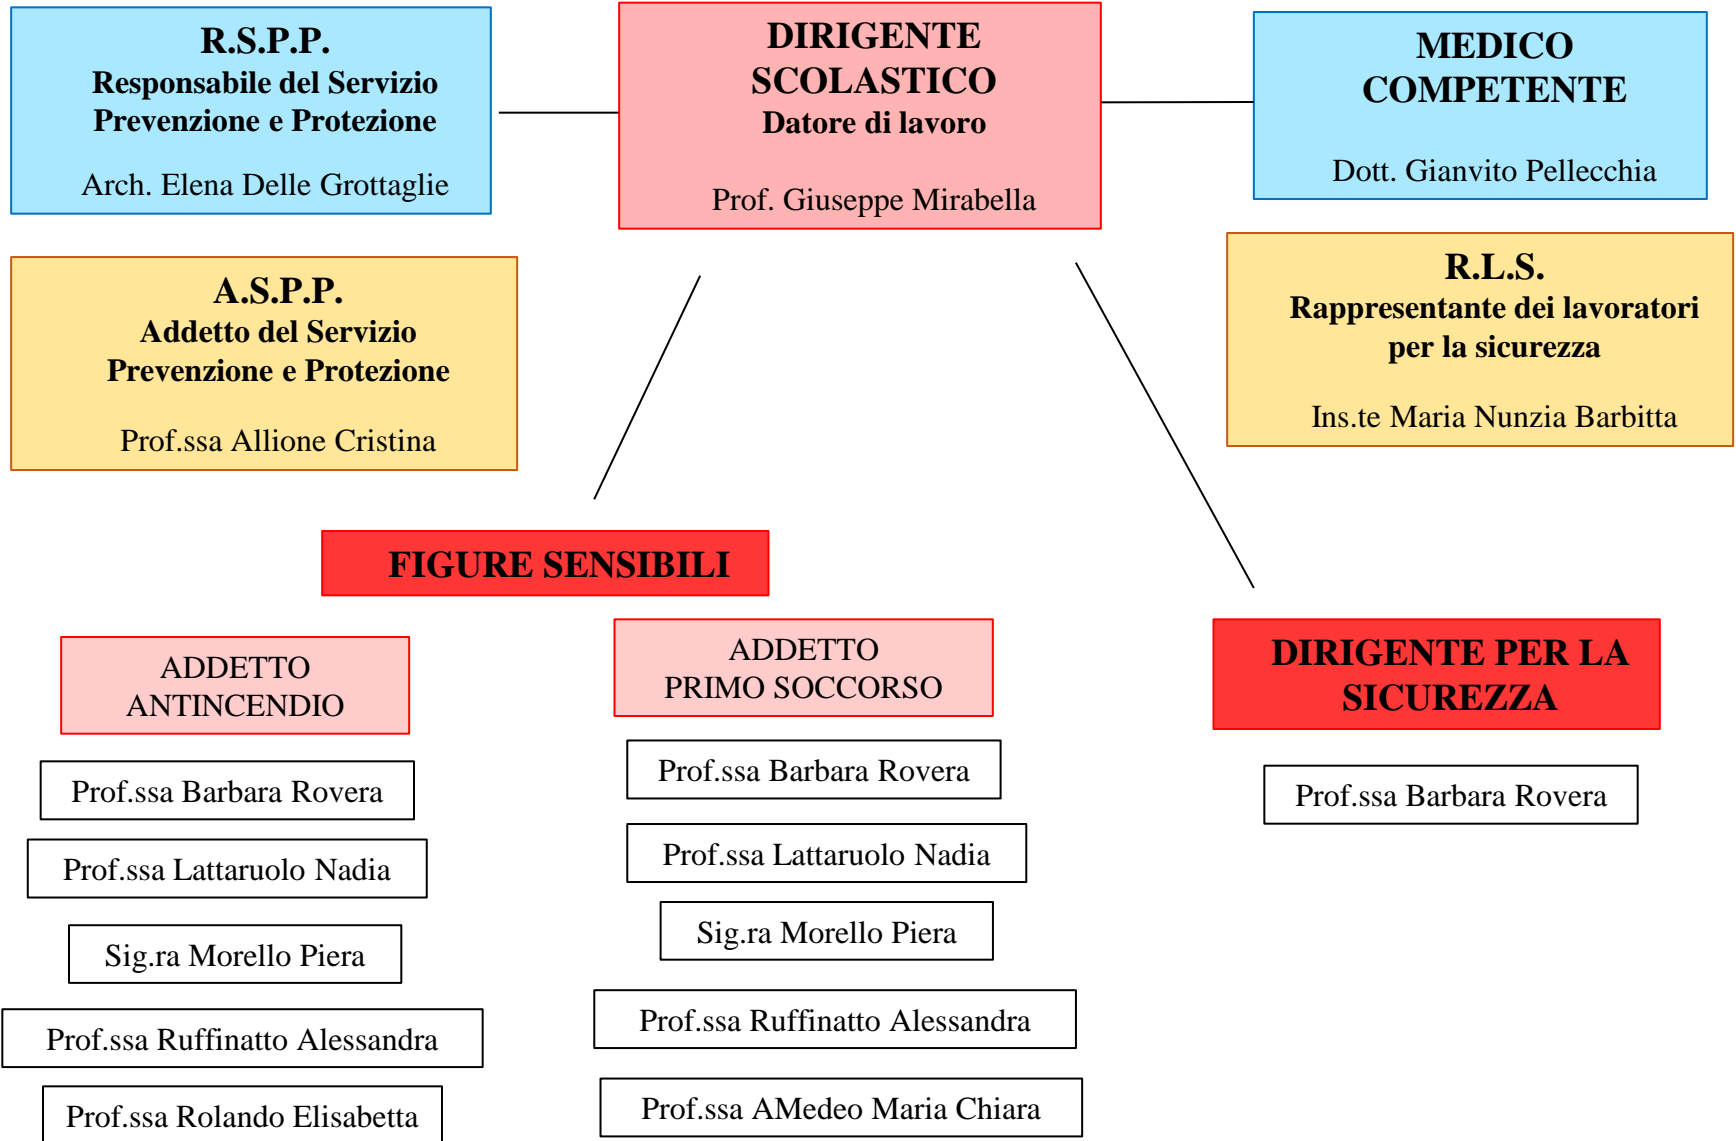 R.S.P.P.
Responsabile del Servizio
Prevenzione e Protezione
Arch. Elena Delle Grottaglie
DIRIGENTE
SCOLASTICO
Datore di lavoro
Prof. Giuseppe Mirabella
MEDICO
COMPETENTE
Dott. Gianvito Pellecchia
A.S.P.P.
Addetto del Servizio
Prevenzione e Protezione
Prof.ssa Allione Cristina
R.L.S.
Rappresentante dei lavoratori
per la sicurezza
Ins.te Maria Nunzia Barbitta
FIGURE SENSIBILI
ADDETTO
ANTINCENDIO
Prof.ssa Barbara Rovera
Prof.ssa Lattaruolo Nadia
Sig.ra Morello Piera
Prof.ssa Ruffinatto Alessandra
Prof.ssa Rolando Elisabetta
ADDETTO
PRIMO SOCCORSO
Prof.ssa Barbara Rovera
Prof.ssa Lattaruolo Nadia
Sig.ra Morello Piera
Prof.ssa Ruffinatto Alessandra
Prof.ssa AMedeo Maria Chiara
DIRIGENTE PER LA
SICUREZZA
Prof.ssa Barbara Rovera